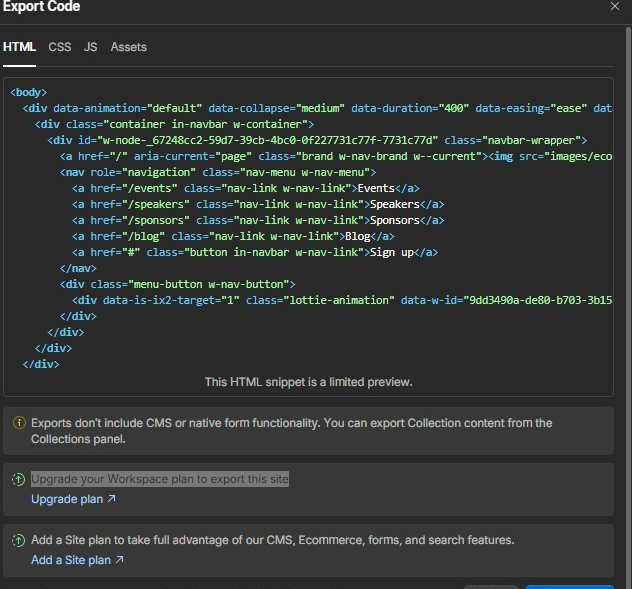 Export Code
HTML CSS JS Assets
<body>
<div data-animation="default" data-collapse="medium" data-duration="400" data-easing="ease" dat
<div class="container in-navbar w-container">
<div id="w-node-_67248cc2-59d7-39cb-4bc0-0f227731c77f-7731c77d" class="navbar-wrapper">
<a href="/" aria-current="page" class="brand w-nav-brand w--current"><img src="images/eco
<nav role="navigation" class="nav-menu w-nav-menu">
<a href="/events" class="nav-link w-nav-link">Events</a>
<a href="/speakers" class="nav-link w-nav-link">Speakers</a>
<a href="/sponsors" class="nav-link w-nav-link">Sponsors</a>
<a href="/blog" class="nav-link w-nav-link">Blog</a>
<a href="#" class="button in-navbar w-nav-link">Sign up</a>
</nav>
<div class="menu-button w-nav-button">
<div data-is-ix2-target="1" class="lottie-animation" data-w-id="9dd3490a-de80-b703-3b15
</div>
</div>
</div>
</div>
This HTML snippet is a limited preview.
Exports don't include CMS or native form functionality. You can export Collection content from the
Collections panel.
Upgrade your Workspace plan to export this site
Upgrade plan ↗
Add a Site plan to take full advantage of our CMS, Ecommerce, forms, and search features.
Add a Site plan ↗